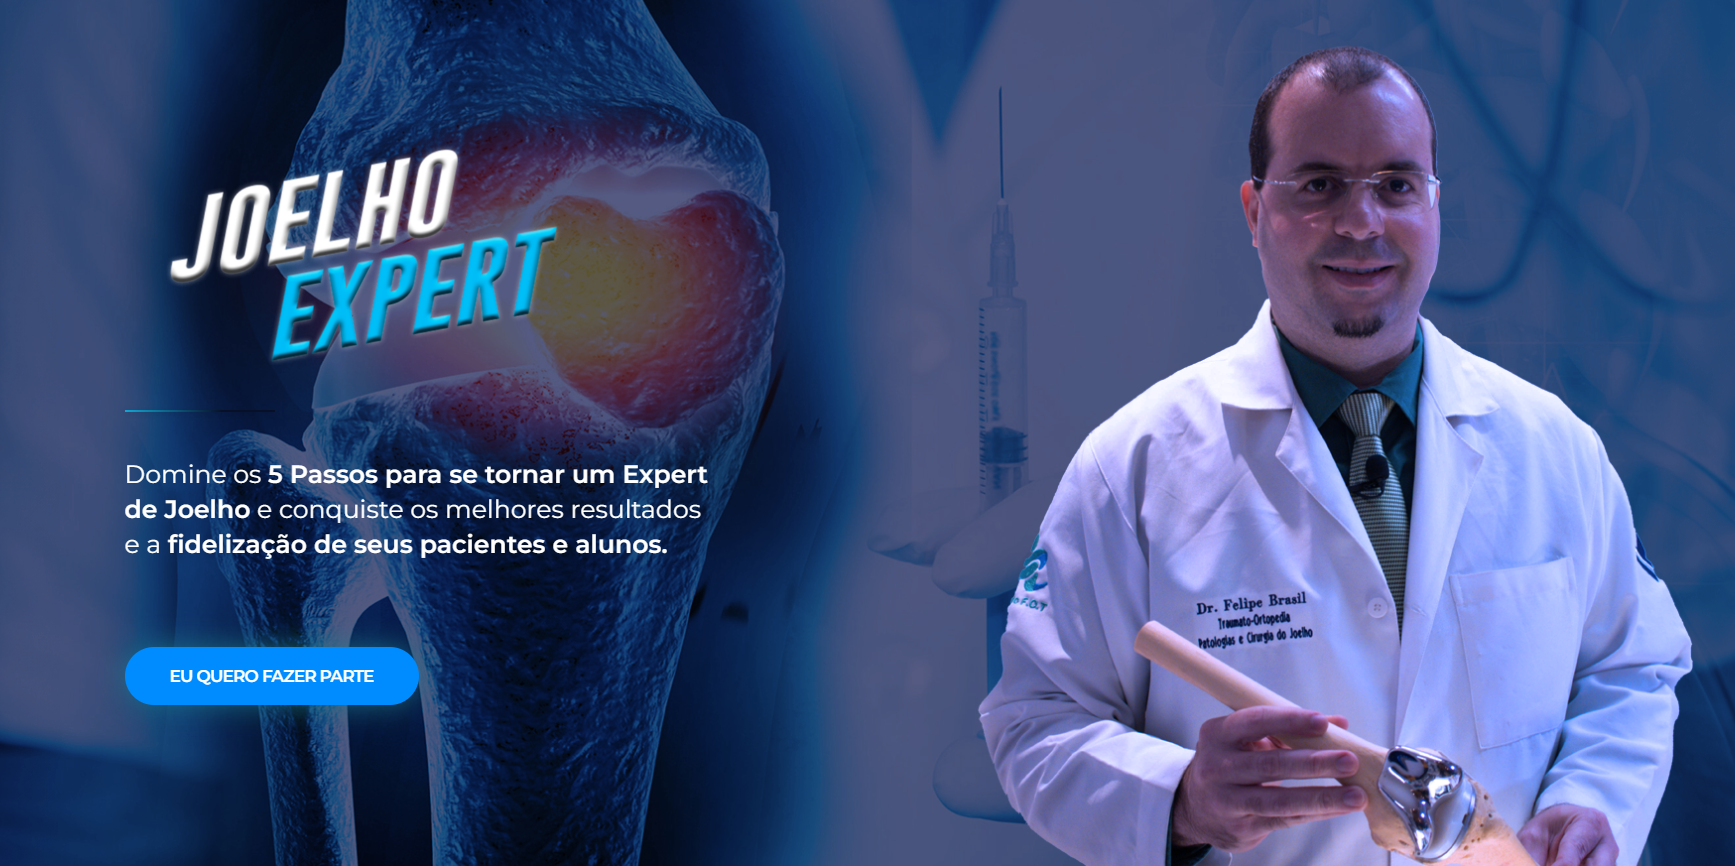 JOELHO
EXPERT
Domine os 5 Passos para se tornar um Expert
de Joelho e conquiste os melhores resultados
e a fidelização de seus pacientes e alunos.
EU QUERO FAZER PARTE
Dr. Felipe Brasil
Traumato-Ortopedia
Patologias e Cirurgia do Joelho